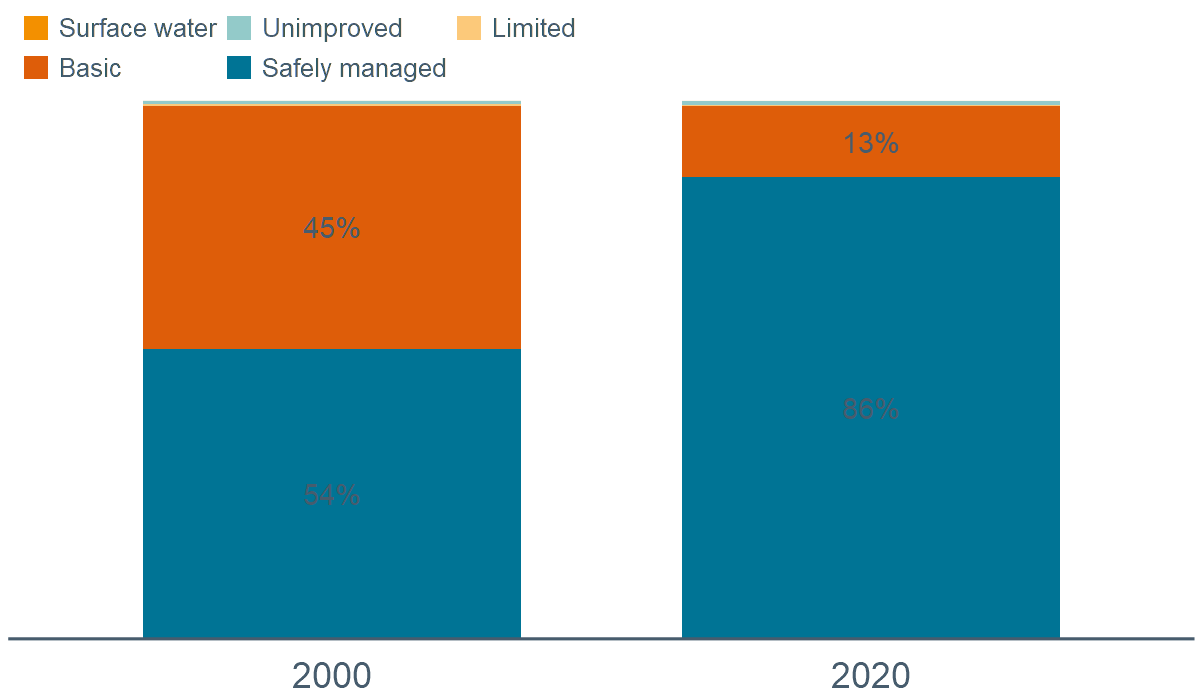 Surface water Unimproved Limited
Basic Safely managed
13%
45%
86%
54%
2000 2020